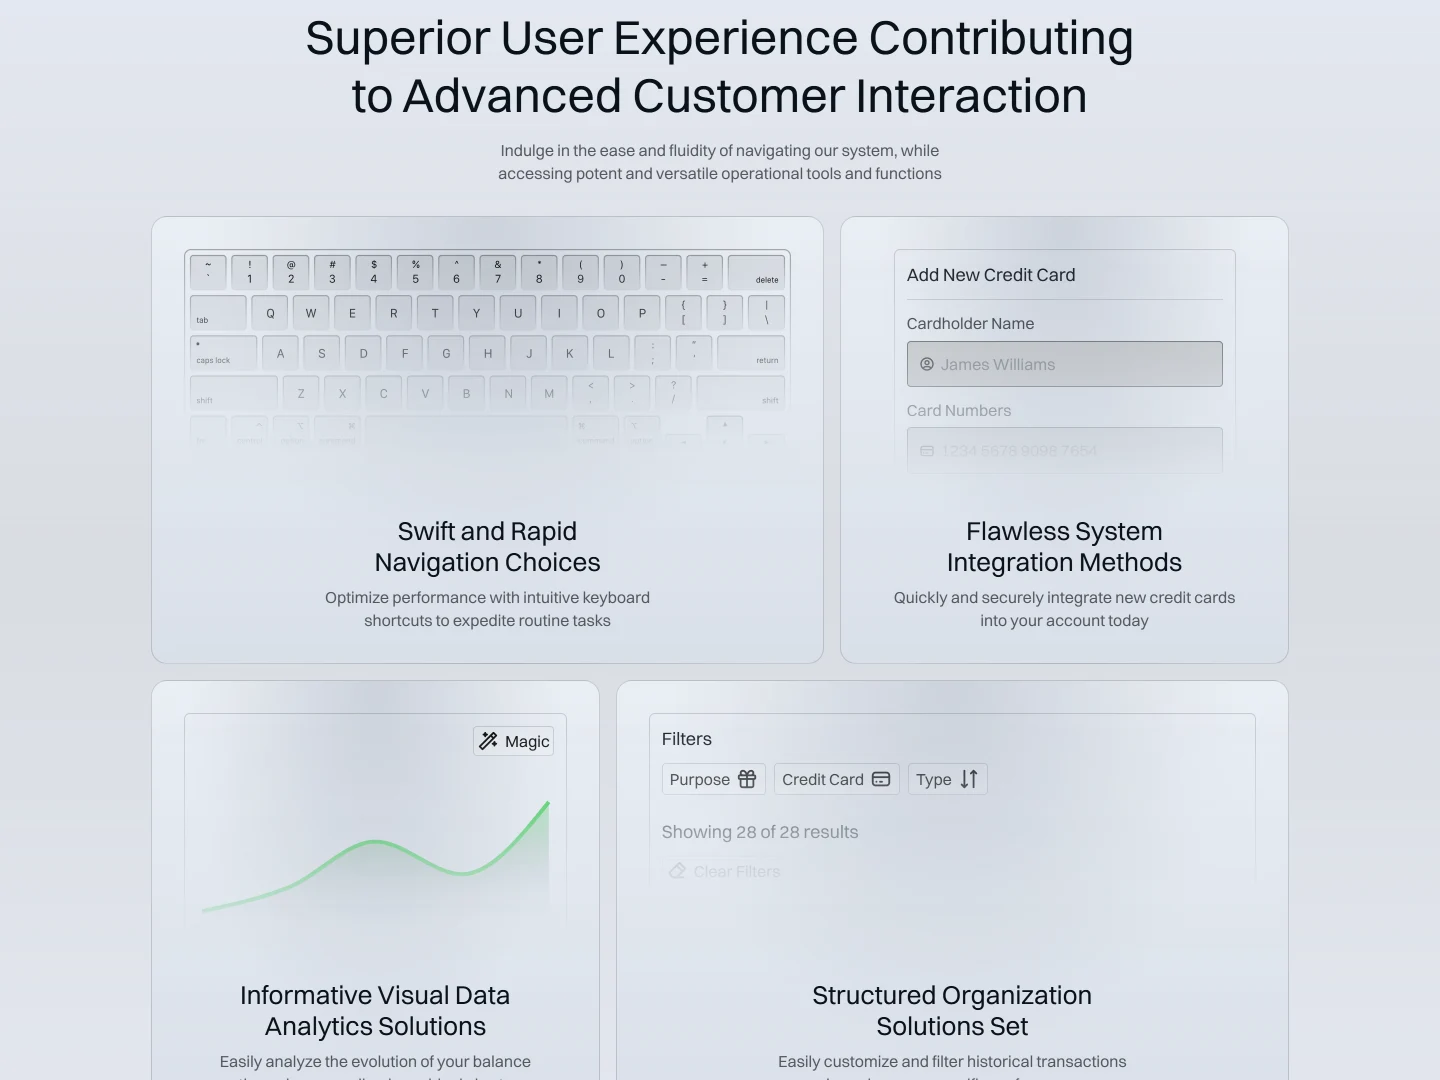 Superior User Experience Contributing
to Advanced Customer Interaction
Indulge in the ease and fluidity of navigating our system, while
accessing potent and versatile operational tools and functions
~ ! @ # $ % ^ & * ( ) – +
` 1 2 3 4 5 6 7 8 9 0 - = delete
tab Q W E R T Y U I O P { [ } ] | \
caps lock A S D F G H J K L : ; " ' return
shift Z X C V B N M < , > . ? / shift
Swift and Rapid
Navigation Choices
Optimize performance with intuitive keyboard
shortcuts to expedite routine tasks
Add New Credit Card
Cardholder Name
James Williams
Card Numbers
1234 5678 9098 7654
Flawless System
Integration Methods
Quickly and securely integrate new credit cards
into your account today
Magic
Informative Visual Data
Analytics Solutions
Easily analyze the evolution of your balance
Filters
Purpose Credit Card Type
Showing 28 of 28 results
Clear Filters
Structured Organization
Solutions Set
Easily customize and filter historical transactions